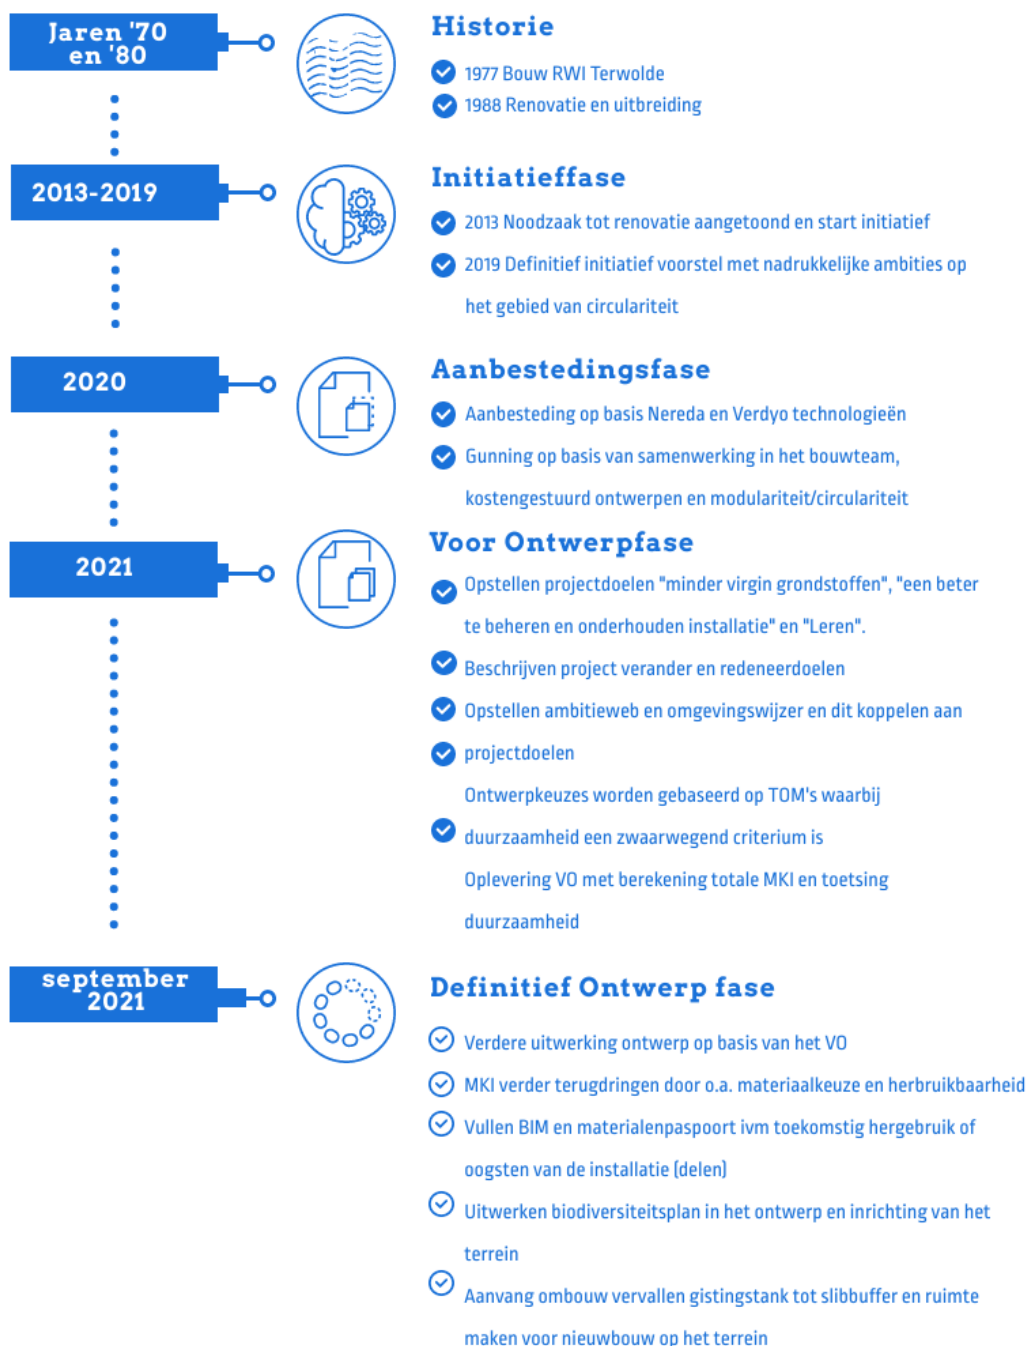 Jaren '70
en '80
Historie
1977 Bouw RWI Terwolde
1988 Renovatie en uitbreiding
2013-2019
Initiatieffase
2013 Noodzaak tot renovatie aangetoond en start initiatief
2019 Definitief initiatief voorstel met nadrukkelijke ambities op
het gebied van circulariteit
2020
Aanbestedingsfase
Aanbesteding op basis Nereda en Verdyo technologieën
Gunning op basis van samenwerking in het bouwteam,
kostengestuurd ontwerpen en modulariteit/circulariteit
2021
Voor Ontwerpfase
Opstellen projectdoelen "minder virgin grondstoffen", "een beter
te beheren en onderhouden installatie" en "Leren".
Beschrijven project verander en redeneerdoelen
Opstellen ambitieweb en omgevingswijzer en dit koppelen aan
projectdoelen
Ontwerpkeuzes worden gebaseerd op TOM's waarbij
duurzaamheid een zwaarwegend criterium is
Oplevering VO met berekening totale MKI en toetsing
duurzaamheid
september
2021
Definitief Ontwerp fase
Verdere uitwerking ontwerp op basis van het VO
MKI verder terugdringen door o.a. materiaalkeuze en herbruikbaarheid
Vullen BIM en materialenpaspoort ivm toekomstig hergebruik of
oogsten van de installatie (delen)
Uitwerken biodiversiteitsplan in het ontwerp en inrichting van het
terrein
Aanvang ombouw vervallen gistingstank tot slibbuffer en ruimte
maken voor nieuwbouw op het terrein